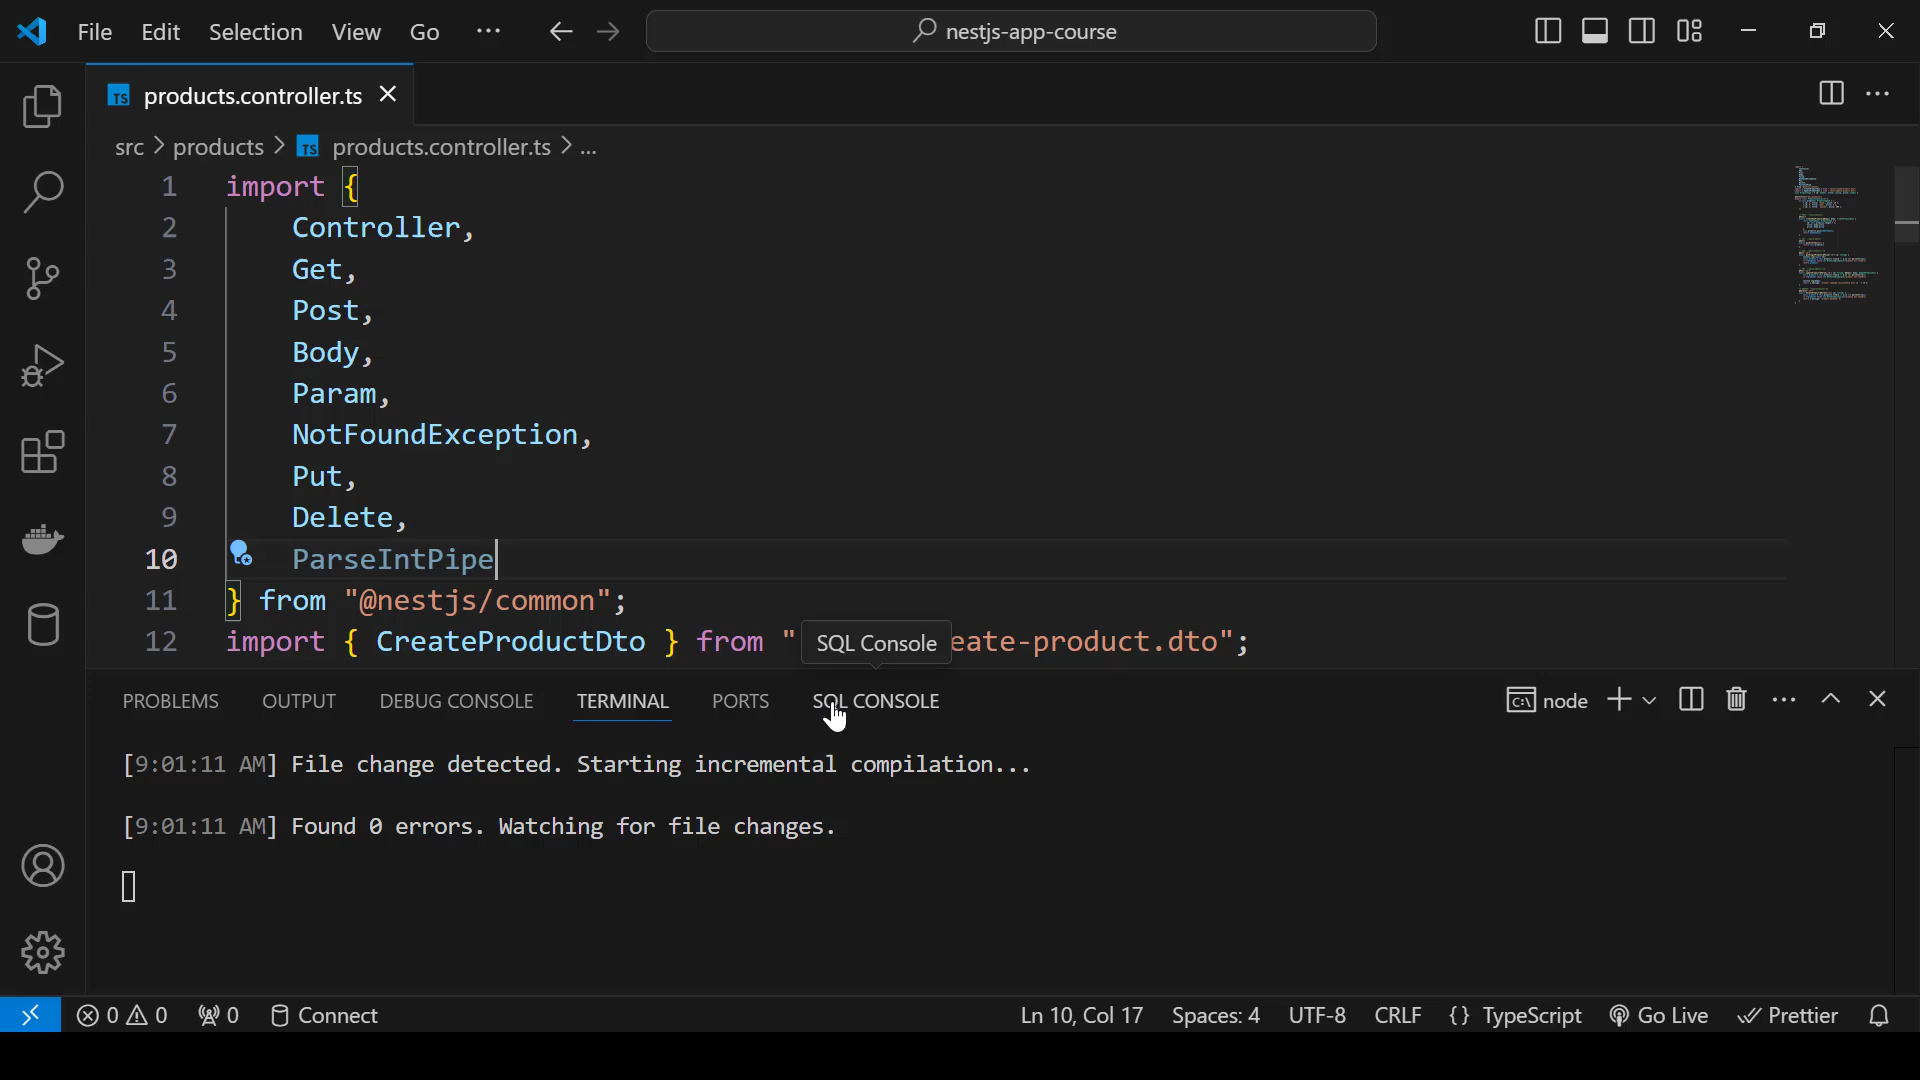 File Edit Selection View Go ... nestjs-app-course
TS products.controller.ts
src > products > TS products.controller.ts > ...
1 import {
2 Controller,
3 Get,
4 Post,
5 Body,
6 Param,
7 NotFoundException,
8 Put,
9 Delete,
10 ParseIntPipe
11 } from "@nestjs/common";
12 import { CreateProductDto } from " eate-product.dto";
SQL Console
PROBLEMS OUTPUT DEBUG CONSOLE TERMINAL PORTS SQL CONSOLE node
[9:01:11 AM] File change detected. Starting incremental compilation...
[9:01:11 AM] Found 0 errors. Watching for file changes.
0 0 0 Connect Ln 10, Col 17 Spaces: 4 UTF-8 CRLF {} TypeScript Go Live Prettier